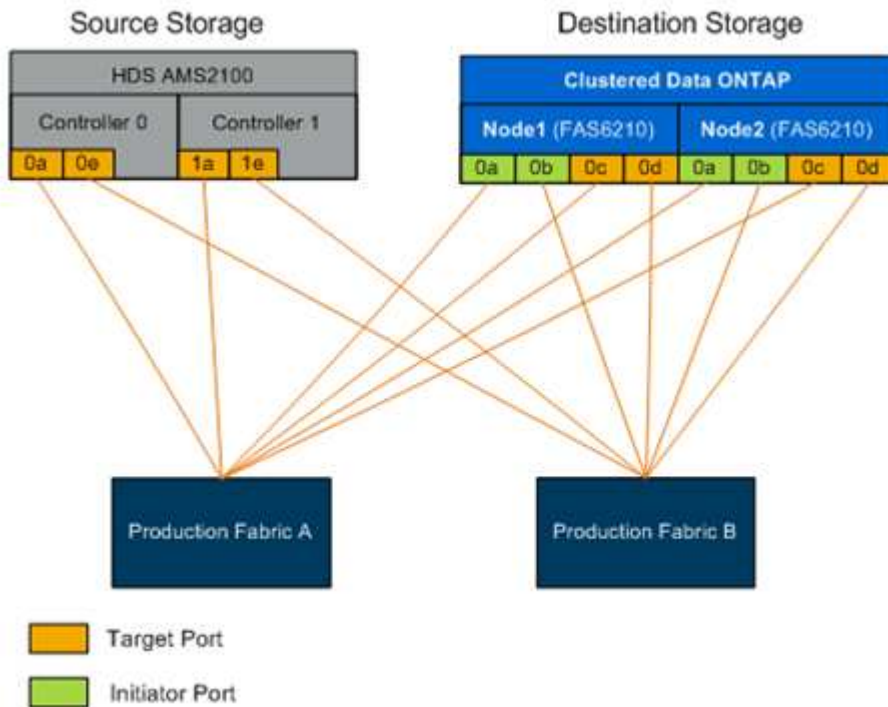 Source Storage
Destination Storage
HDS AMS2100
Clustered Data ONTAP
Controller 0
Controller 1
Node1 (FAS6210)
Node2 (FAS6210)
0a 0e 1a 1e
0a 0b 0c 0d 0a 0b 0c 0d
Production Fabric A
Production Fabric B
Target Port
Initiator Port